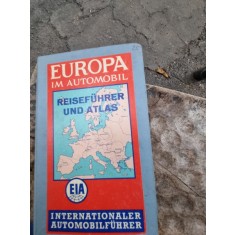 EUROPA
IM AUTOMOBIL
REISEFÜHRER
UND ATLAS
EIA
INTERNATIONALER
AUTOMOBILFÜHRER